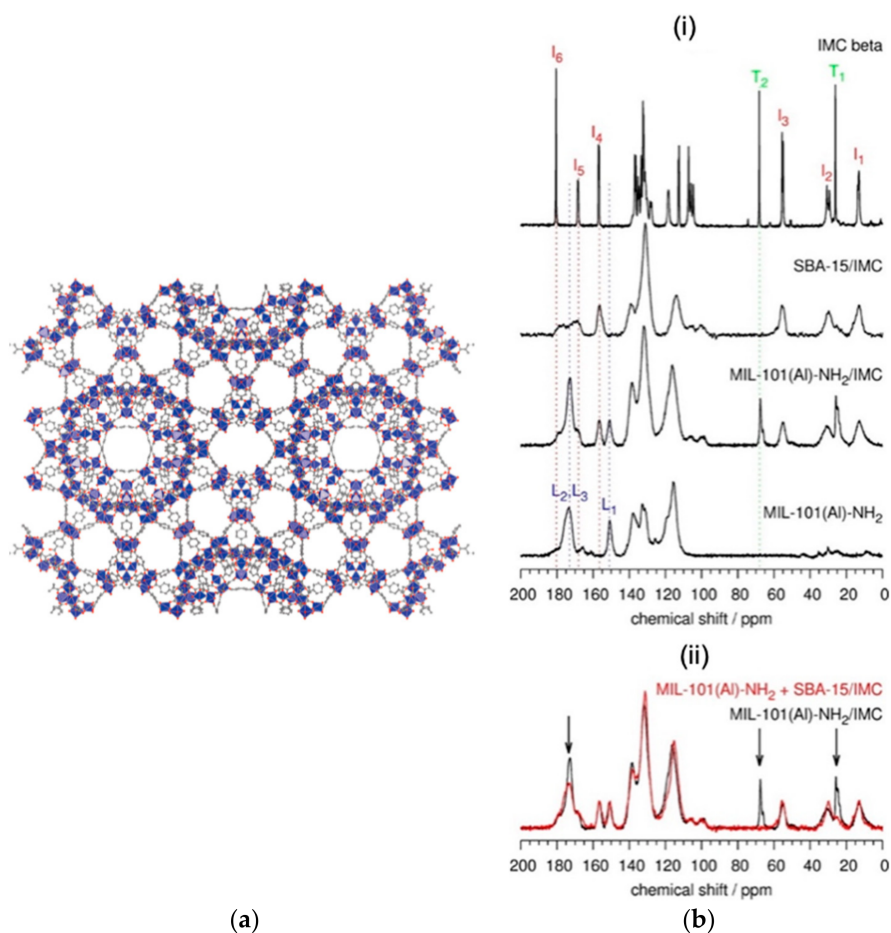 (i)
IMC beta
I6
T2
T1
I4
I3
I5
I2
I1
SBA-15/IMC
MIL-101(Al)-NH2/IMC
L2,L3
L1
MIL-101(Al)-NH2
200 180 160 140 120 100 80 60 40 20 0
chemical shift / ppm
(ii)
MIL-101(Al)-NH2 + SBA-15/IMC
MIL-101(Al)-NH2/IMC
200 180 160 140 120 100 80 60 40 20 0
chemical shift / ppm
(a) (b)